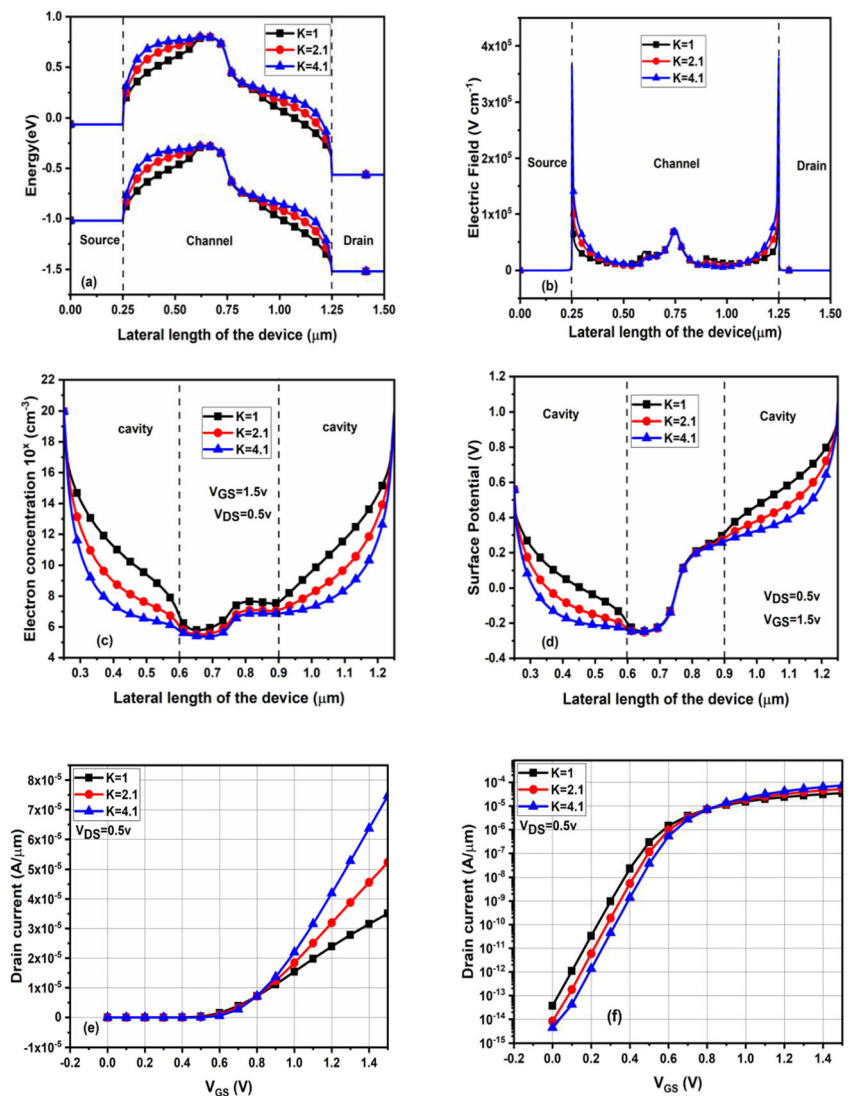 1.0
0.5
0.0
-0.5
-1.0
-1.5
Energy(eV)
K=1
K=2.1
K=4.1
Source
Channel
Drain
(a)
0.00 0.25 0.50 0.75 1.00 1.25 1.50
Lateral length of the device (μm)
4x10⁵
3x10⁵
2x10⁵
1x10⁵
0
Electric Field (V cm⁻¹)
K=1
K=2.1
K=4.1
Source
Channel
Drain
(b)
0.00 0.25 0.50 0.75 1.00 1.25 1.50
Lateral length of the device(μm)
22
20
18
16
14
12
10
8
6
4
Electron concentration 10ˣ (cm⁻³)
cavity
K=1
K=2.1
K=4.1
cavity
VGS=1.5v
VDS=0.5v
(c)
0.3 0.4 0.5 0.6 0.7 0.8 0.9 1.0 1.1 1.2
Lateral length of the device (μm)
1.2
1.0
0.8
0.6
0.4
0.2
0.0
-0.2
-0.4
Surface Potential (V)
Cavity
K=1
K=2.1
K=4.1
Cavity
VDS=0.5v
VGS=1.5v
(d)
0.3 0.4 0.5 0.6 0.7 0.8 0.9 1.0 1.1 1.2
Lateral length of the device (μm)
8x10⁻⁵
7x10⁻⁵
6x10⁻⁵
5x10⁻⁵
4x10⁻⁵
3x10⁻⁵
2x10⁻⁵
1x10⁻⁵
0
-1x10⁻⁵
Drain current (A/μm)
K=1
K=2.1
K=4.1
VDS=0.5v
(e)
-0.2 0.0 0.2 0.4 0.6 0.8 1.0 1.2 1.4
VGS (V)
10⁻⁴
10⁻⁵
10⁻⁶
10⁻⁷
10⁻⁸
10⁻⁹
10⁻¹⁰
10⁻¹¹
10⁻¹²
10⁻¹³
10⁻¹⁴
10⁻¹⁵
Drain current (A/μm)
K=1
K=2.1
K=4.1
VDS=0.5v
(f)
-0.2 0.0 0.2 0.4 0.6 0.8 1.0 1.2 1.4
VGS (V)